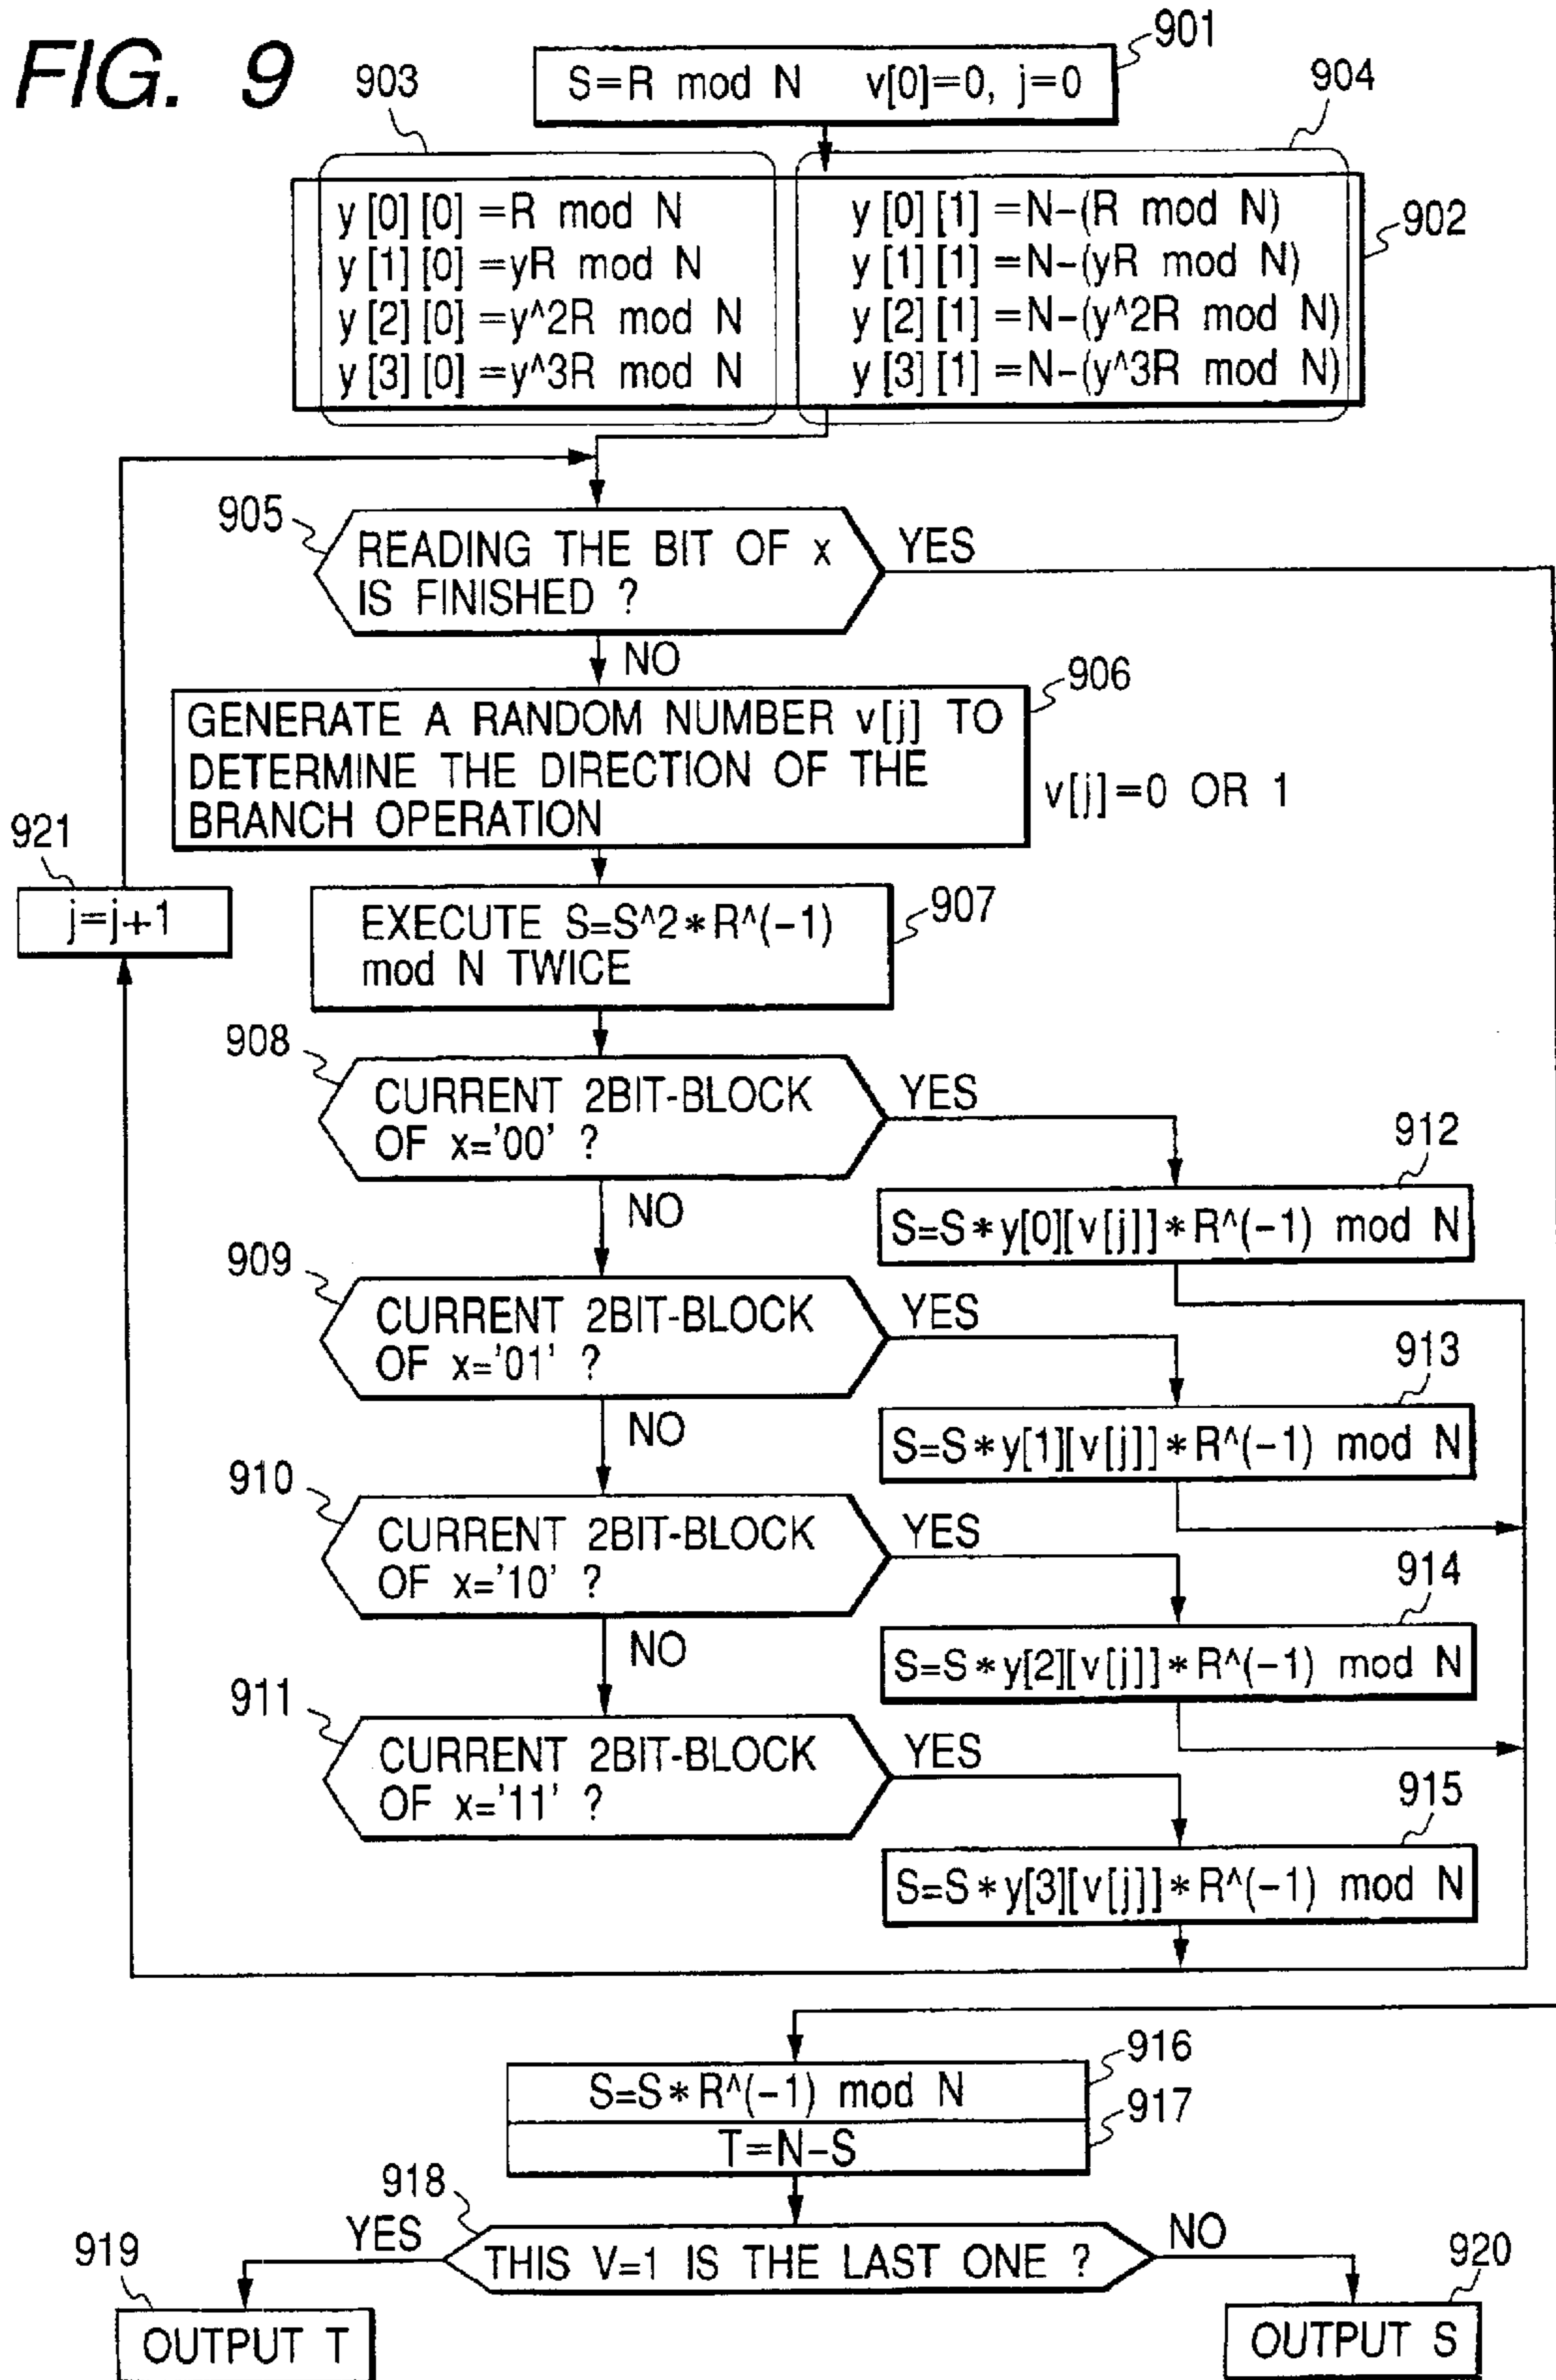 FIG. 9
901
S=R mod N v[0]=0, j=0
903
904
y[0][0]=R mod N
y[1][0]=yR mod N
y[2][0]=y^2R mod N
y[3][0]=y^3R mod N
y[0][1]=N-(R mod N)
y[1][1]=N-(yR mod N)
y[2][1]=N-(y^2R mod N)
y[3][1]=N-(y^3R mod N)
902
905
READING THE BIT OF x
IS FINISHED ?
YES
NO
906
GENERATE A RANDOM NUMBER v[j] TO
DETERMINE THE DIRECTION OF THE
BRANCH OPERATION
v[j]=0 OR 1
921
j=j+1
EXECUTE S=S^2*R^(-1)
mod N TWICE
907
908
CURRENT 2BIT-BLOCK
OF x='00' ?
YES
NO
912
S=S*y[0][v[j]]*R^(-1) mod N
909
CURRENT 2BIT-BLOCK
OF x='01' ?
YES
NO
913
S=S*y[1][v[j]]*R^(-1) mod N
910
CURRENT 2BIT-BLOCK
OF x='10' ?
YES
NO
914
S=S*y[2][v[j]]*R^(-1) mod N
911
CURRENT 2BIT-BLOCK
OF x='11' ?
YES
915
S=S*y[3][v[j]]*R^(-1) mod N
916
S=S*R^(-1) mod N
917
T=N-S
918
THIS V=1 IS THE LAST ONE ?
YES
NO
919
OUTPUT T
920
OUTPUT S